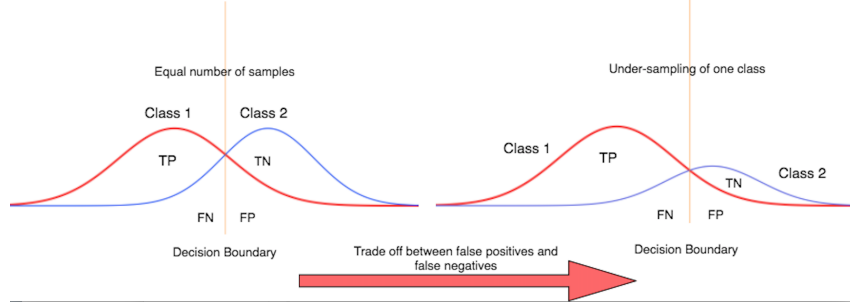 Equal number of samples
Class 1
Class 2
TP
TN
FN
FP
Decision Boundary
Under-sampling of one class
Class 1
TP
Class 2
TN
FN
FP
Decision Boundary
Trade off between false positives and
false negatives